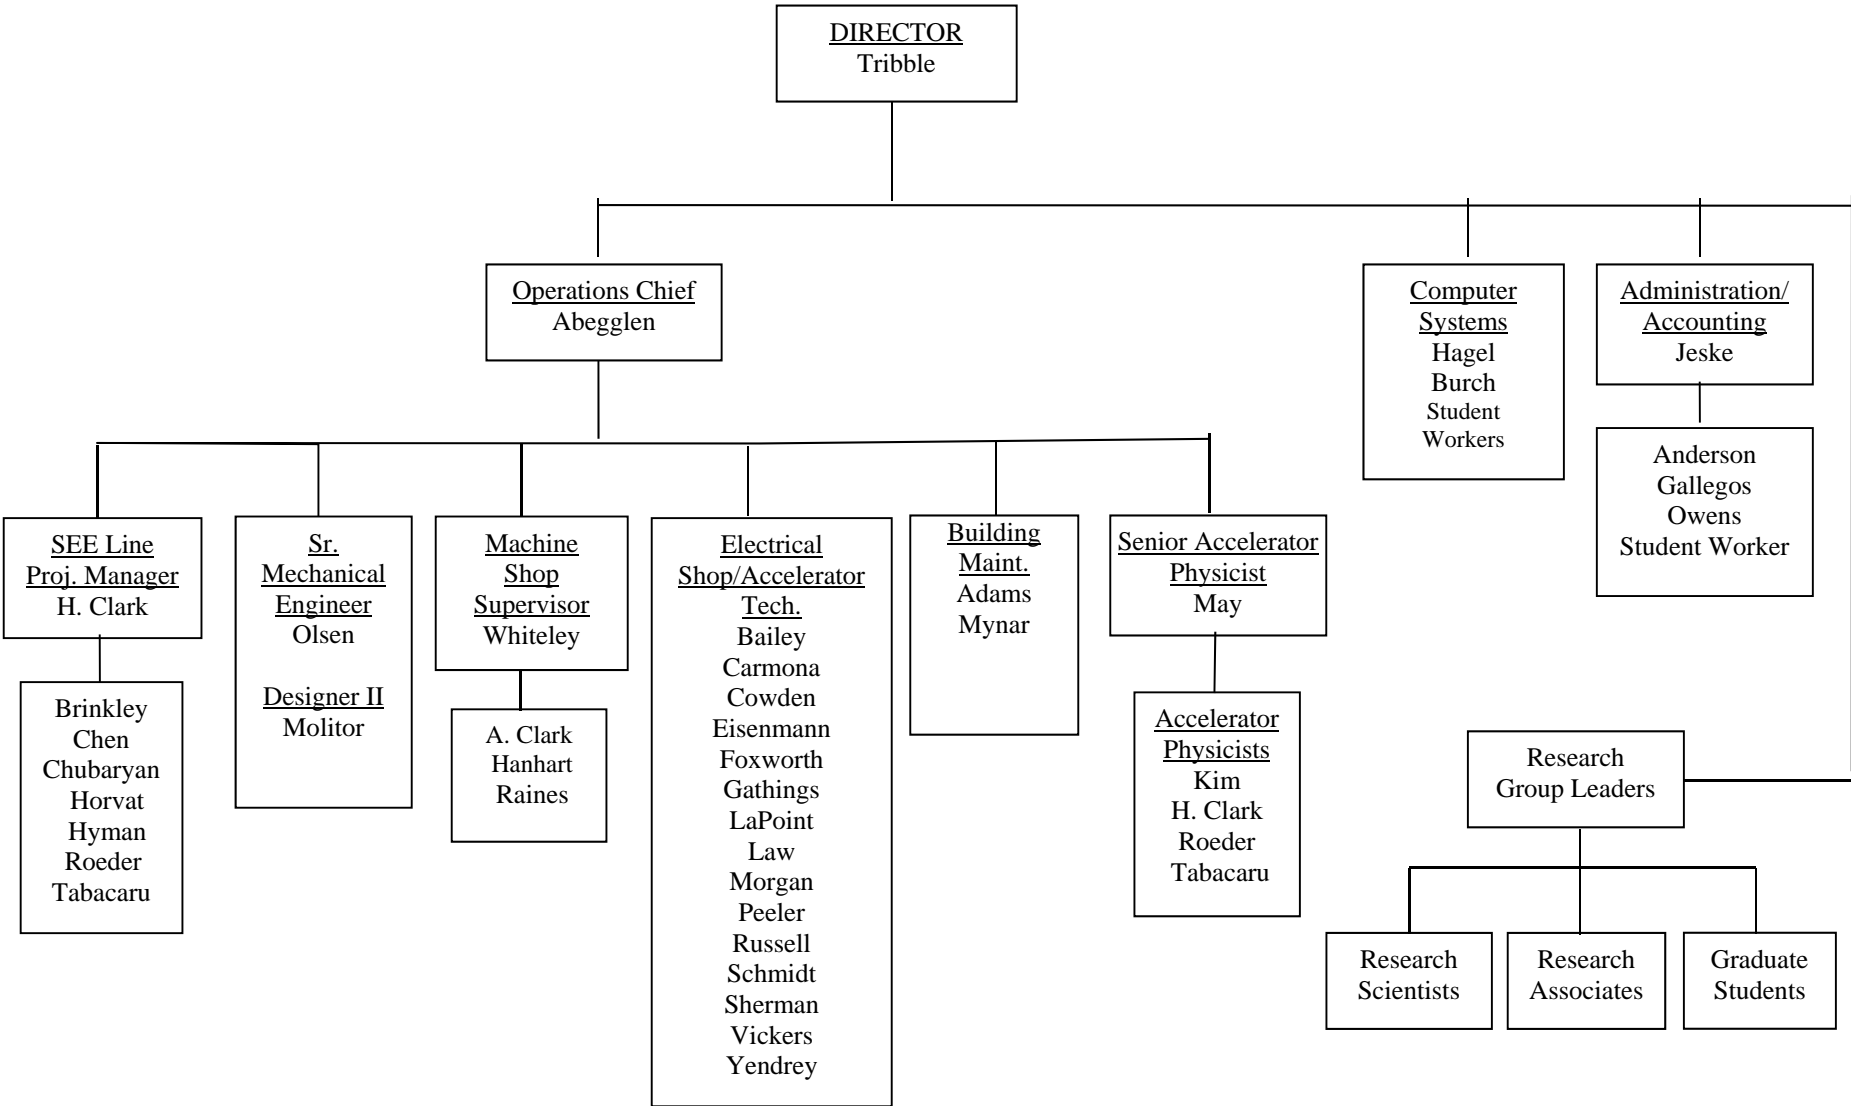 DIRECTOR
Tribble
Operations Chief
Abegglen
Computer
Systems
Hagel
Burch
Student
Workers
Administration/
Accounting
Jeske
Anderson
Gallegos
Owens
Student Worker
SEE Line
Proj. Manager
H. Clark
Brinkley
Chen
Chubaryan
Horvat
Hyman
Roeder
Tabacaru
Sr.
Mechanical
Engineer
Olsen
Designer II
Molitor
Machine
Shop
Supervisor
Whiteley
A. Clark
Hanhart
Raines
Electrical
Shop/Accelerator
Tech.
Bailey
Carmona
Cowden
Eisenmann
Foxworth
Gathings
LaPoint
Law
Morgan
Peeler
Russell
Schmidt
Sherman
Vickers
Yendrey
Building
Maint.
Adams
Mynar
Senior Accelerator
Physicist
May
Accelerator
Physicists
Kim
H. Clark
Roeder
Tabacaru
Research
Group Leaders
Research
Scientists
Research
Associates
Graduate
Students